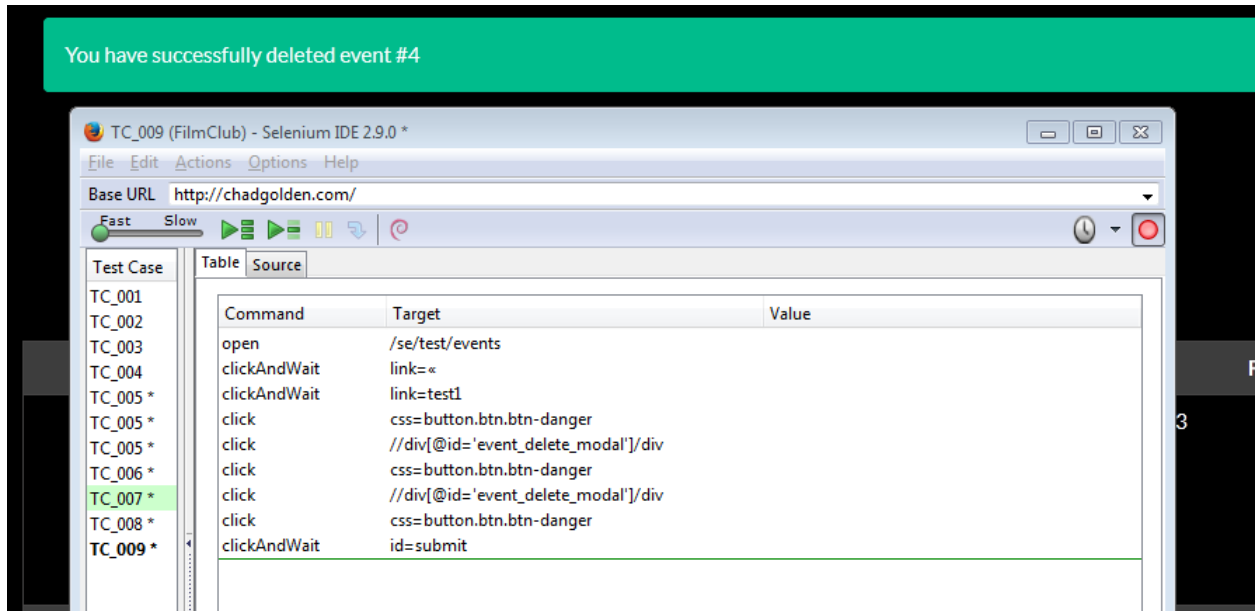 You have successfully deleted event #4
TC_009 (FilmClub) - Selenium IDE 2.9.0 *
File Edit Actions Options Help
Base URL http://chadgolden.com/
Fast Slow
Test Case
Table Source
TC_001
TC_002
TC_003
TC_004
TC_005 *
TC_005 *
TC_005 *
TC_006 *
TC_007 *
TC_008 *
TC_009 *
Command Target Value
open /se/test/events
clickAndWait link=«
clickAndWait link=test1
click css=button.btn.btn-danger
click //div[@id='event_delete_modal']/div
click css=button.btn.btn-danger
click //div[@id='event_delete_modal']/div
click css=button.btn.btn-danger
clickAndWait id=submit
3